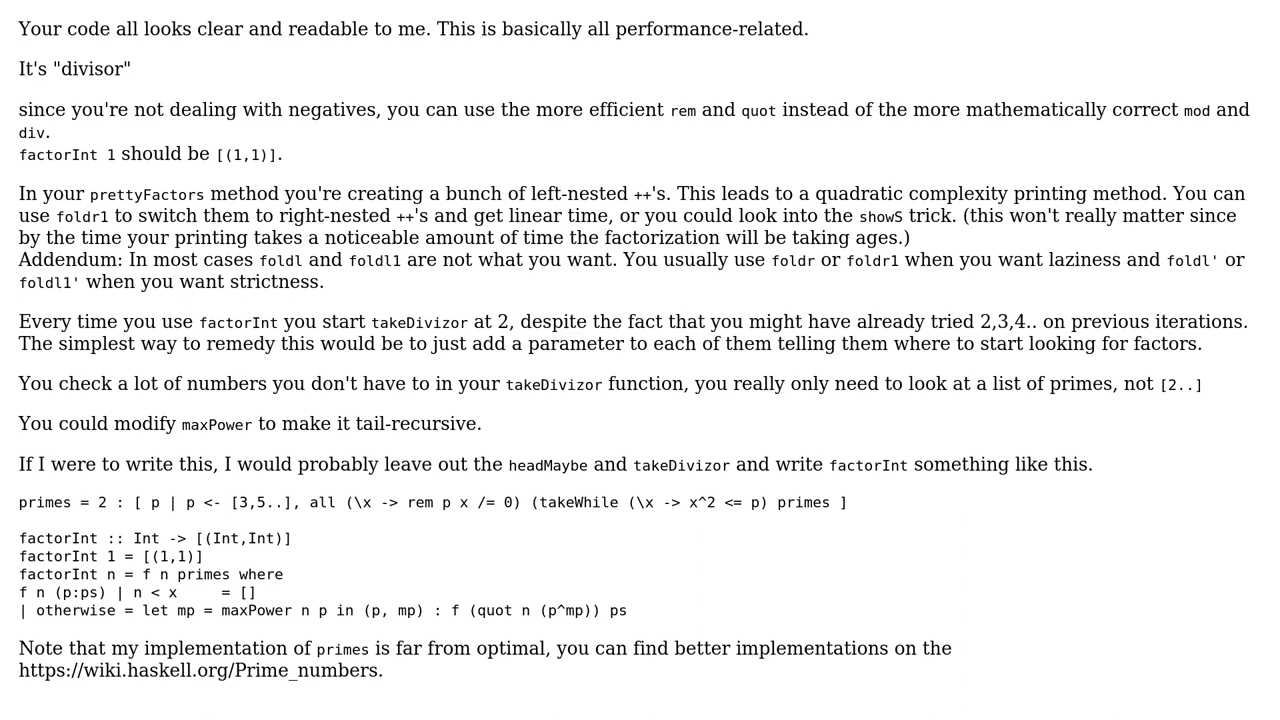 Your code all looks clear and readable to me. This is basically all performance-related.
It's "divisor"
since you're not dealing with negatives, you can use the more efficient rem and quot instead of the more mathematically correct mod and
div.
factorInt 1 should be [(1,1)].
In your prettyFactors method you're creating a bunch of left-nested ++'s. This leads to a quadratic complexity printing method. You can
use foldr1 to switch them to right-nested ++'s and get linear time, or you could look into the showS trick. (this won't really matter since
by the time your printing takes a noticeable amount of time the factorization will be taking ages.)
Addendum: In most cases foldl and foldl1 are not what you want. You usually use foldr or foldr1 when you want laziness and foldl' or
foldl1' when you want strictness.
Every time you use factorInt you start takeDivizor at 2, despite the fact that you might have already tried 2,3,4.. on previous iterations.
The simplest way to remedy this would be to just add a parameter to each of them telling them where to start looking for factors.
You check a lot of numbers you don't have to in your takeDivizor function, you really only need to look at a list of primes, not [2..]
You could modify maxPower to make it tail-recursive.
If I were to write this, I would probably leave out the headMaybe and takeDivizor and write factorInt something like this.
primes = 2 : [ p | p <- [3,5..], all (\x -> rem p x /= 0) (takeWhile (\x -> x^2 <= p) primes ]
factorInt :: Int -> [(Int,Int)]
factorInt 1 = [(1,1)]
factorInt n = f n primes where
f n (p:ps) | n < x     = []
| otherwise = let mp = maxPower n p in (p, mp) : f (quot n (p^mp)) ps
Note that my implementation of primes is far from optimal, you can find better implementations on the
https://wiki.haskell.org/Prime_numbers.